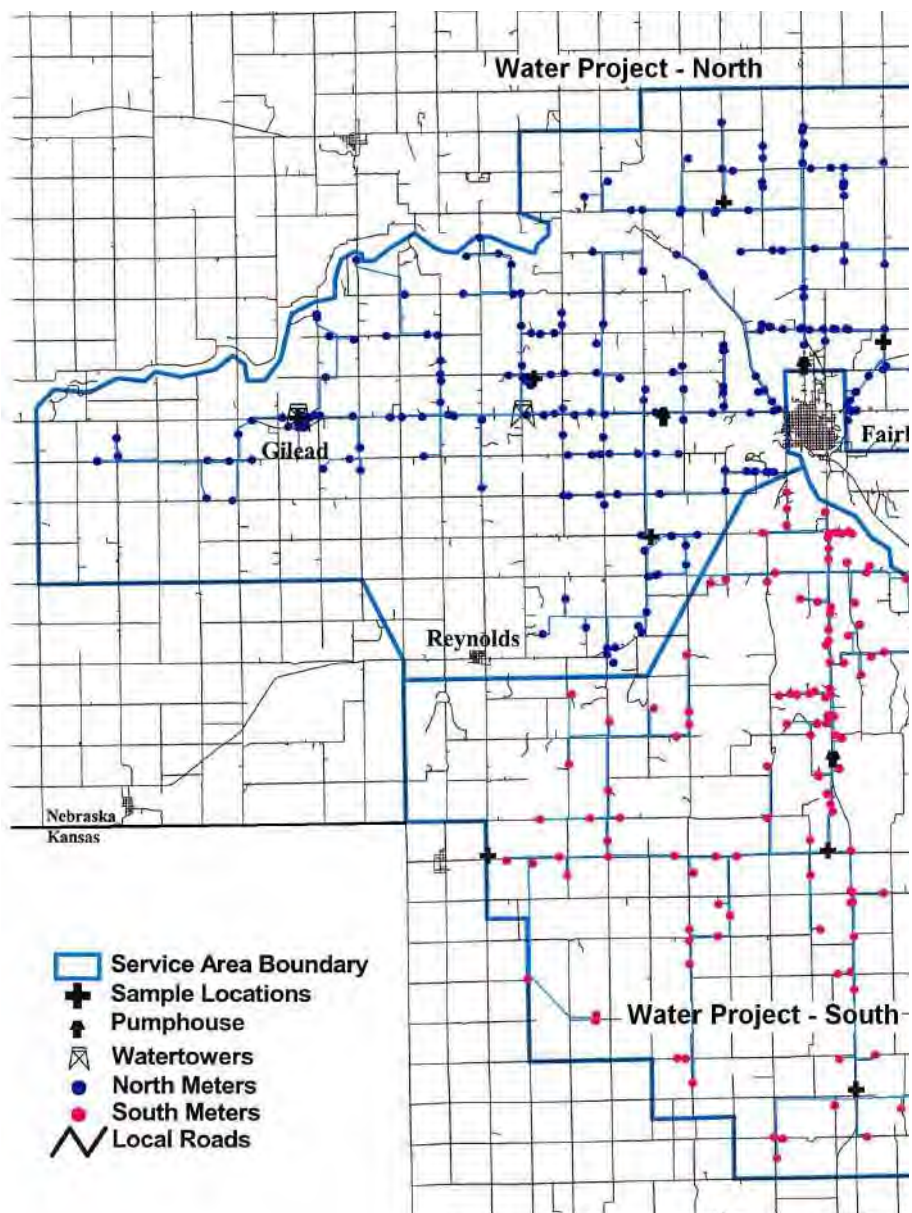 Water Project - North
Gilead
Fairl
Reynolds
Nebraska
Kansas
Service Area Boundary
Sample Locations
Pumphouse
Watertowers
North Meters
South Meters
Local Roads
Water Project - South